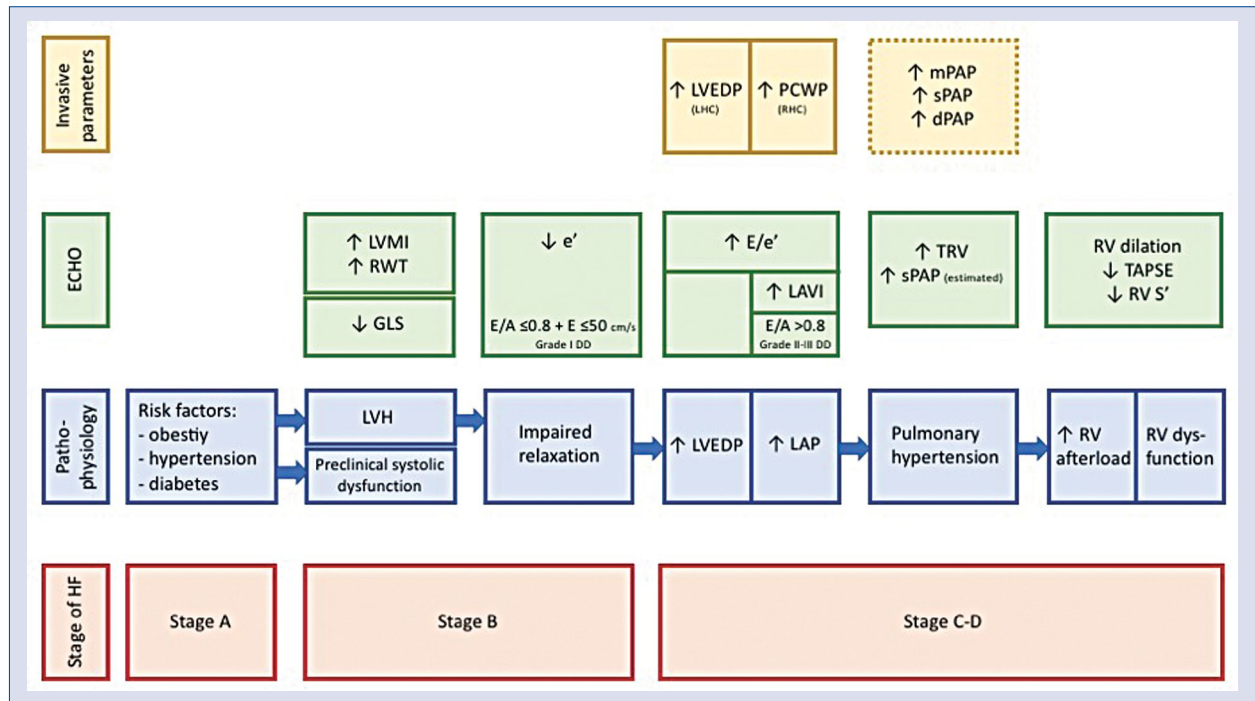 Invasive
parameters
↑ LVEDP
(LHC)
↑ PCWP
(RHC)
↑ mPAP
↑ sPAP
↑ dPAP
ECHO
↑ LVMI
↑ RWT
↓ GLS
↓ e’
E/A ≤0.8 + E ≤50 cm/s
Grade I DD
↑ E/e’
↑ LAVI
E/A >0.8
Grade II-III DD
↑ TRV
↑ sPAP (estimated)
RV dilation
↓ TAPSE
↓ RV S’
Patho-
physiology
Risk factors:
- obestiy
- hypertension
- diabetes
LVH
Preclinical systolic
dysfunction
Impaired
relaxation
↑ LVEDP
↑ LAP
Pulmonary
hypertension
↑ RV
afterload
RV dys-
function
Stage of HF
Stage A
Stage B
Stage C-D